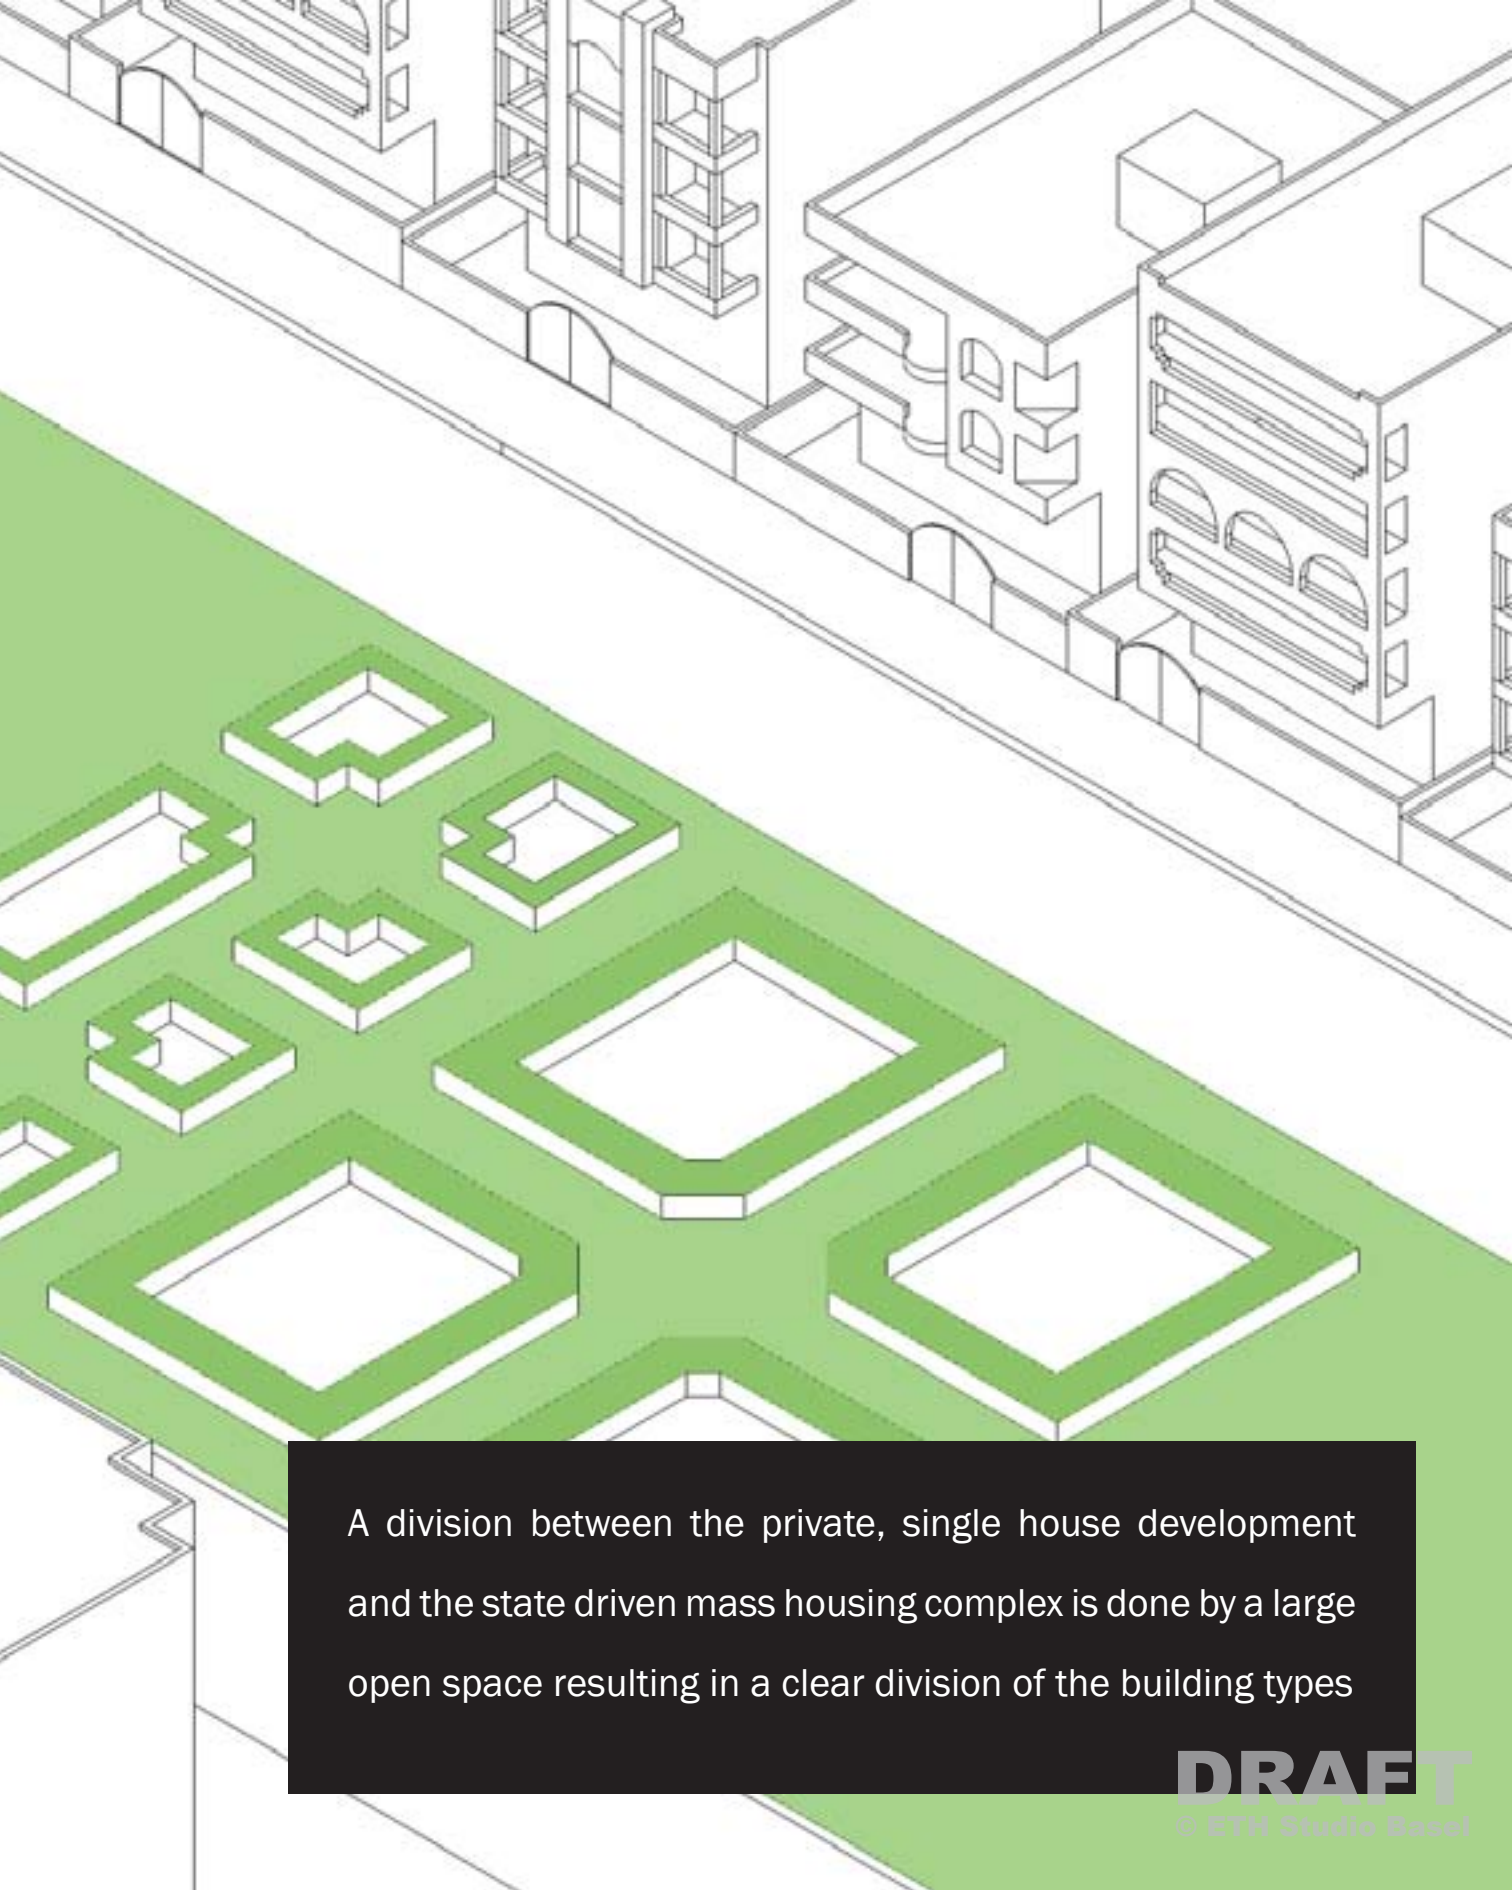 A division between the private, single house development
and the state driven mass housing complex is done by a large
open space resulting in a clear division of the building types
DRAFT
© ETH Studio Basel